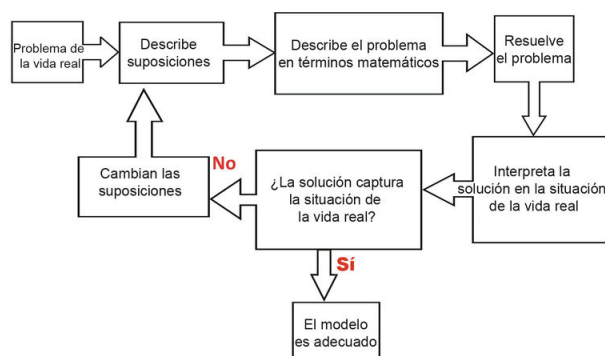 Problema de
la vida real
Describe
suposiciones
Describe el problema
en términos matemáticos
Resuelve
el problema
Interpreta la
solución en la situación
de la vida real
¿La solución captura
la situación de
la vida real?
No
Cambian las
suposiciones
Sí
El modelo
es adecuado